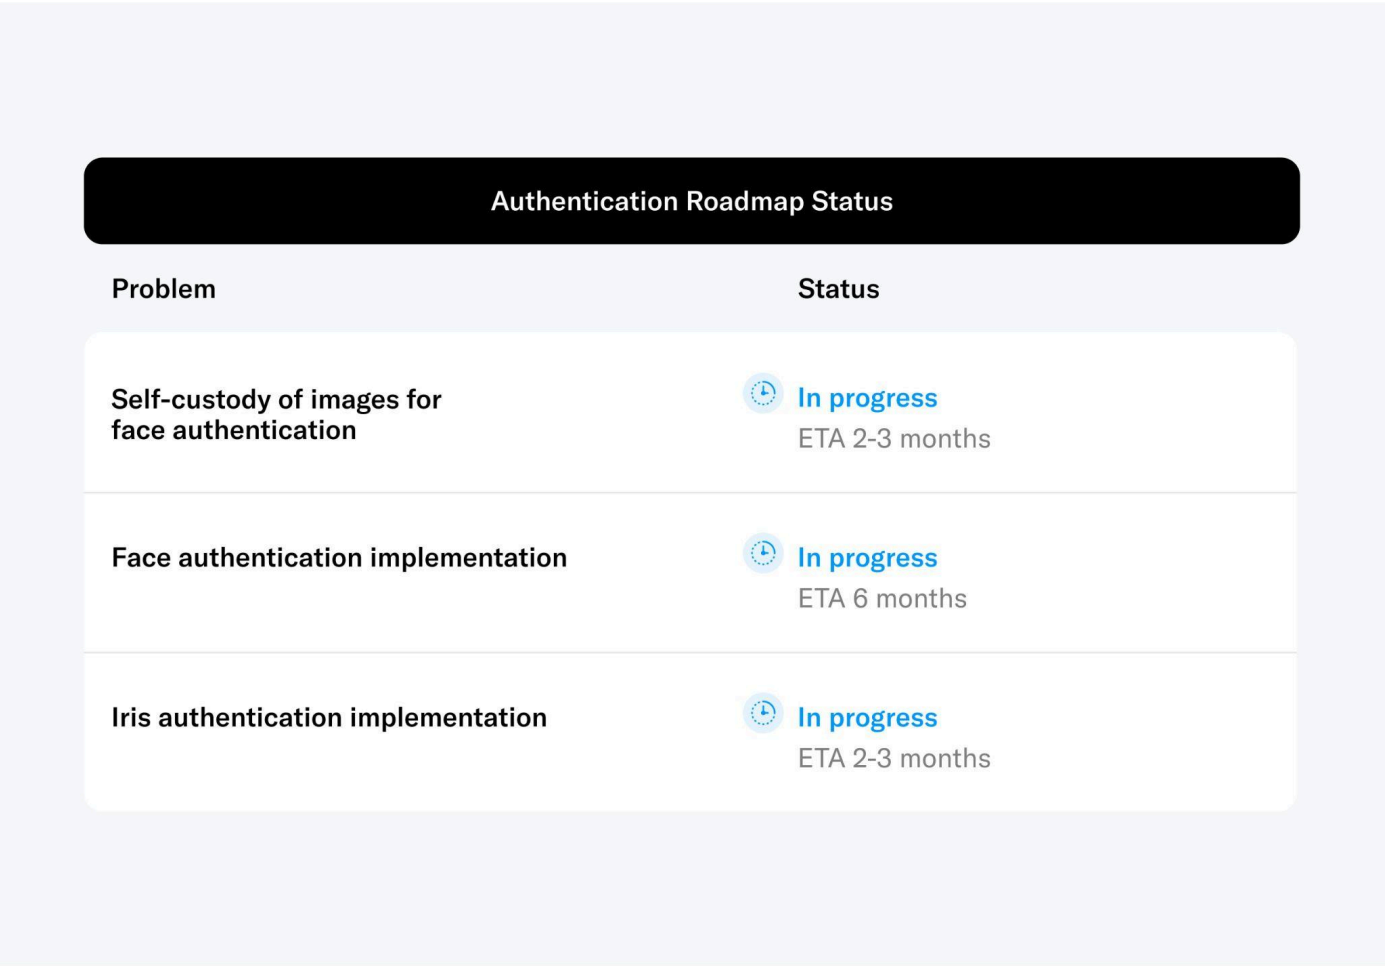 Authentication Roadmap Status
Problem
Status
Self-custody of images for
face authentication
In progress
ETA 2-3 months
Face authentication implementation
In progress
ETA 6 months
Iris authentication implementation
In progress
ETA 2-3 months